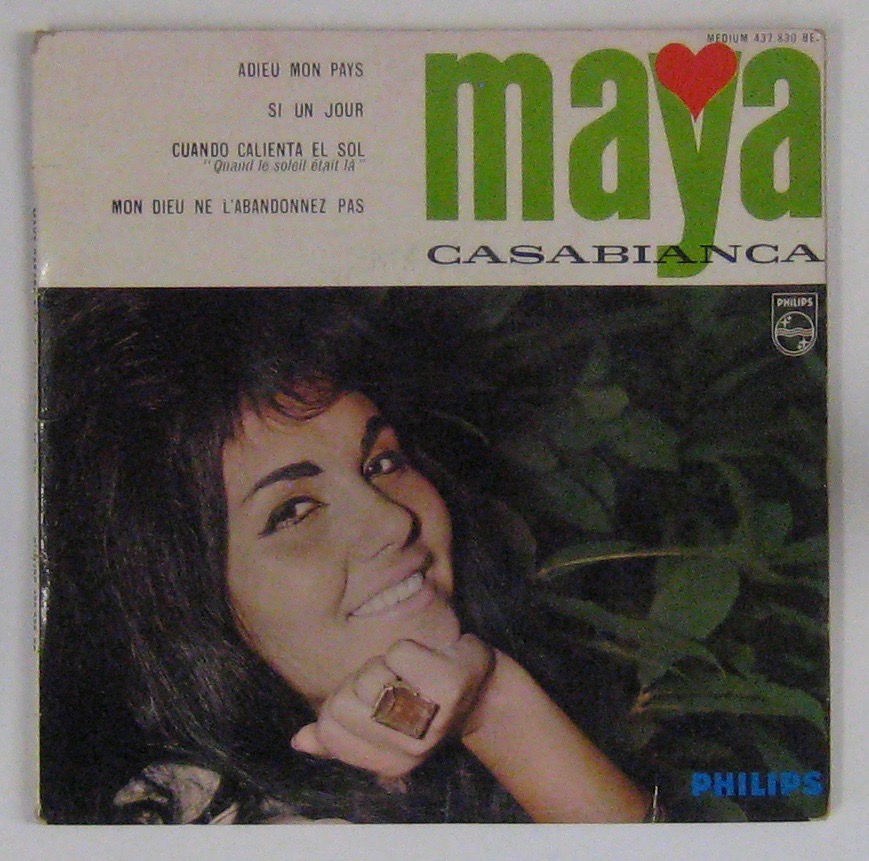 MEDIUM 437.830 BE.
ADIEU MON PAYS
SI UN JOUR
CUANDO CALIENTA EL SOL
"Quand le soleil était là"
MON DIEU NE L'ABANDONNEZ PAS
maya
CASABIANCA
PHILIPS
PHILIPS